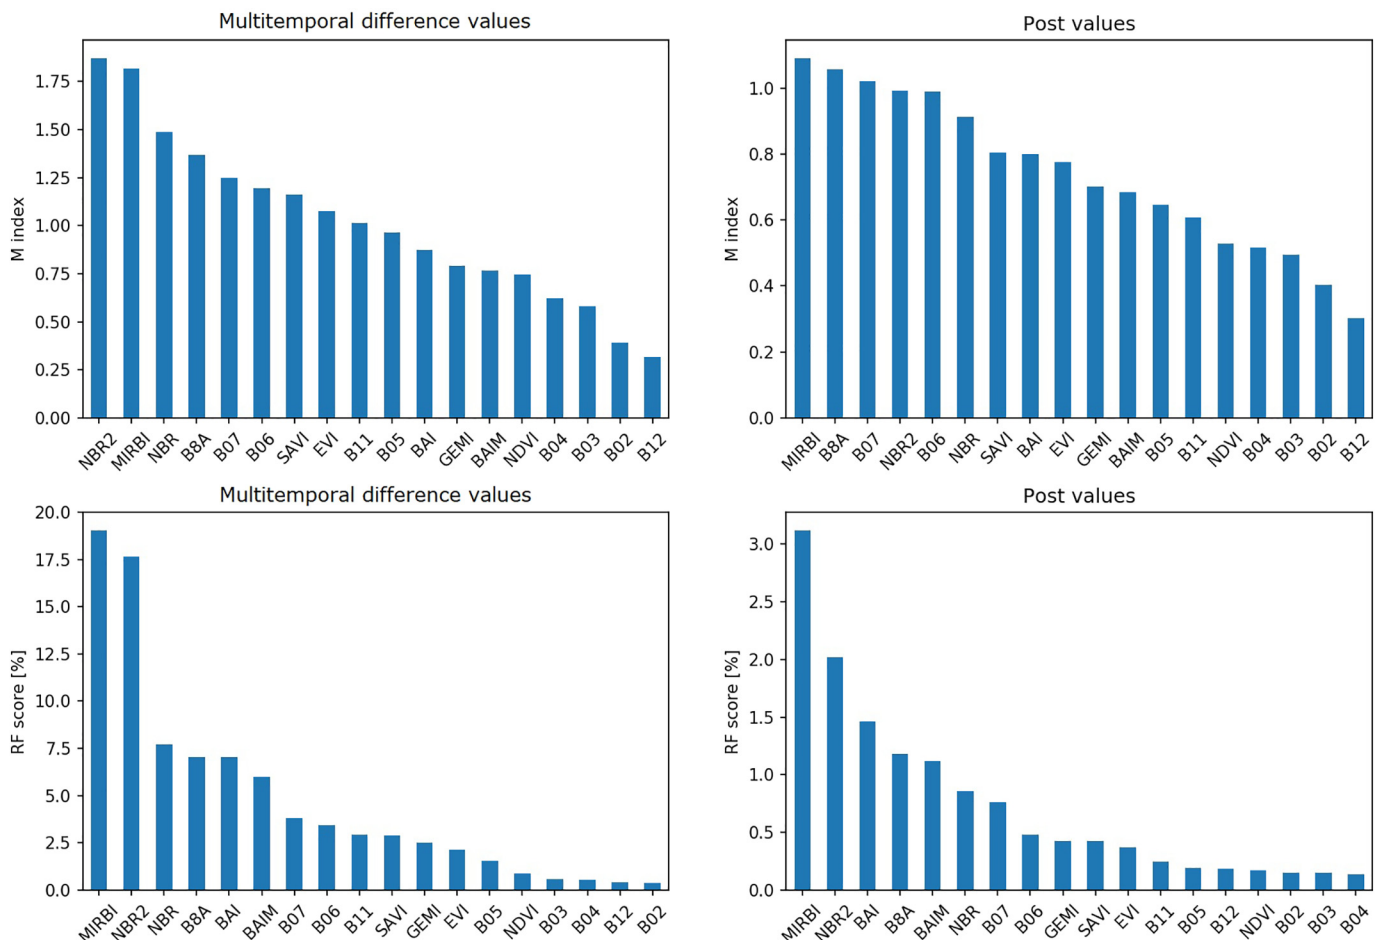 Multitemporal difference values
M index
1.75
1.50
1.25
1.00
0.75
0.50
0.25
0.00
NBR2 MIRBI NBR B8A B07 B06 SAVI EVI B11 B05 BAI GEMI BAIM NDVI B04 B03 B02 B12
Post values
M index
1.0
0.8
0.6
0.4
0.2
0.0
MIRBI B8A B07 NBR2 B06 NBR SAVI BAI EVI GEMI BAIM B05 B11 NDVI B04 B03 B02 B12
Multitemporal difference values
RF score [%]
20.0
17.5
15.0
12.5
10.0
7.5
5.0
2.5
0.0
MIRBI NBR2 NBR B8A BAI BAIM B07 B06 B11 SAVI GEMI EVI B05 NDVI B03 B04 B12 B02
Post values
RF score [%]
3.0
2.5
2.0
1.5
1.0
0.5
0.0
MIRBI NBR2 BAI B8A BAIM NBR B07 B06 GEMI SAVI EVI B11 B05 B12 NDVI B02 B03 B04